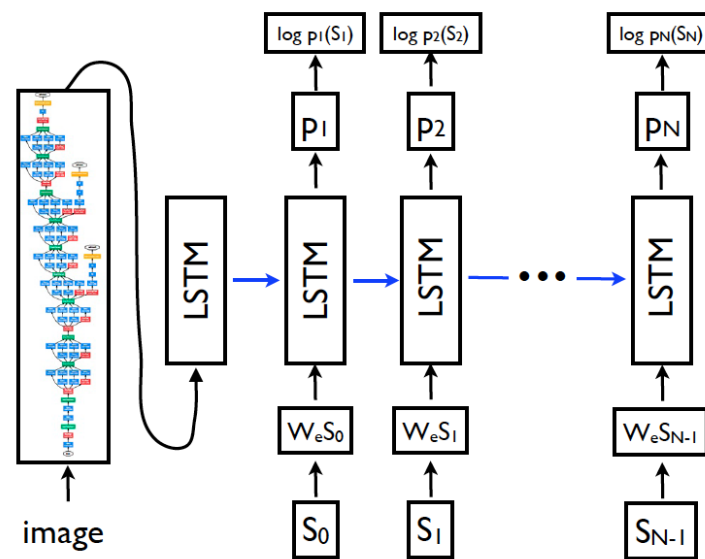 log p₁(S₁) log p₂(S₂) log pN(SN)
p₁ p₂ pN
LSTM LSTM LSTM ... LSTM
WeS₀ WeS₁ WeSN-1
image S₀ S₁ SN-1